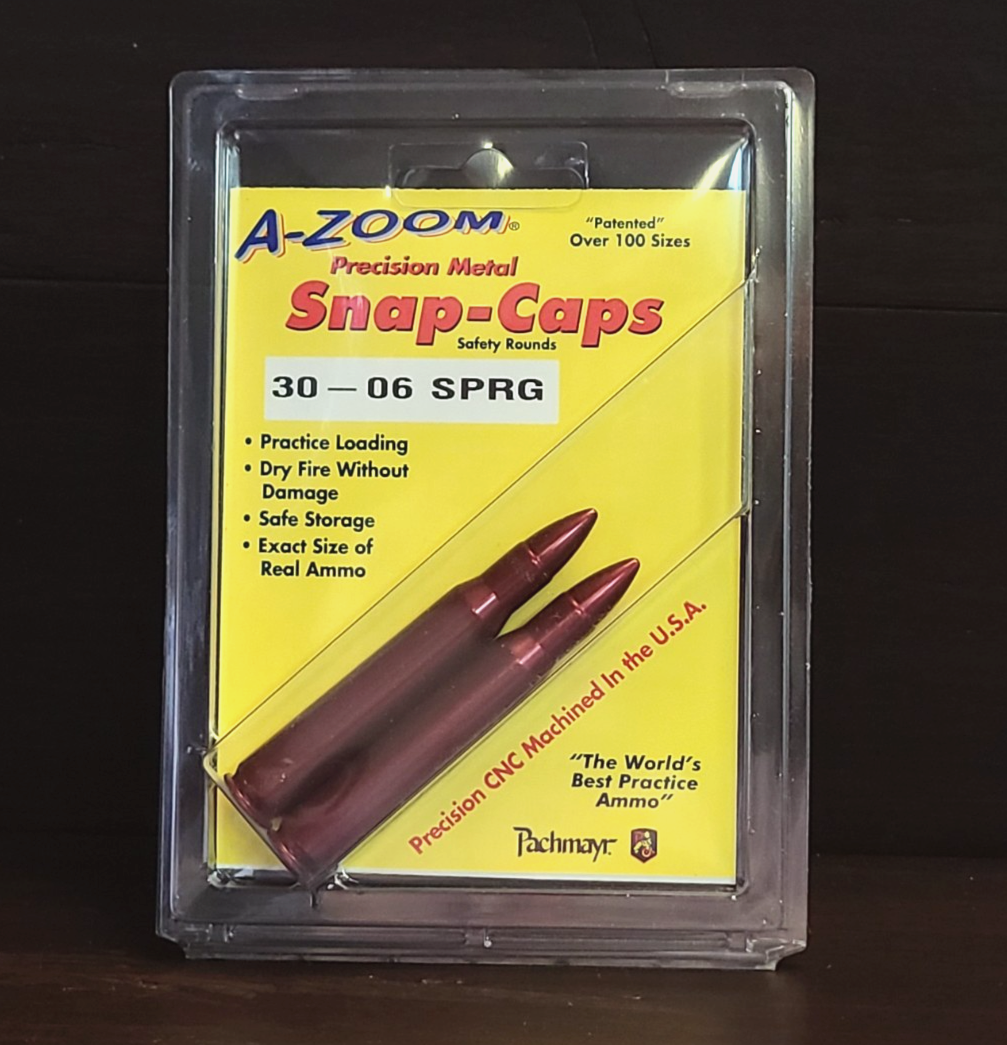 A-ZOOM®
"Patented"
Over 100 Sizes
Precision Metal
Snap-Caps
Safety Rounds
30 — 06 SPRG
• Practice Loading
• Dry Fire Without
Damage
• Safe Storage
• Exact Size of
Real Ammo
Precision CNC Machined In the U.S.A.
"The World's
Best Practice
Ammo"
Pachmayr